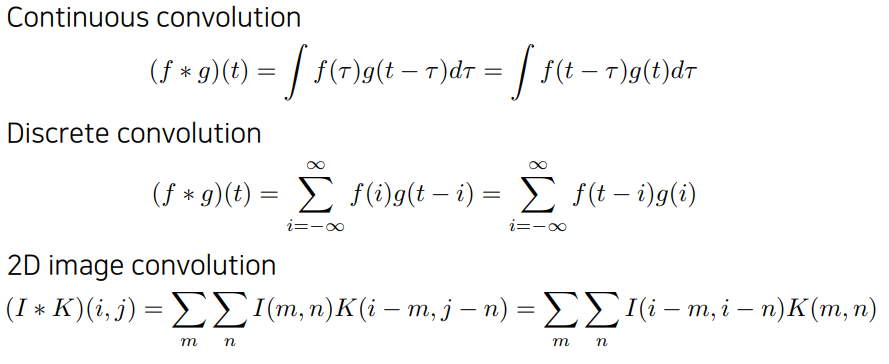 Continuous convolution
(f * g)(t) = ∫ f(τ)g(t − τ)dτ = ∫ f(t − τ)g(t)dτ
Discrete convolution
(f * g)(t) = ∑_{i=−∞}^{∞} f(i)g(t − i) = ∑_{i=−∞}^{∞} f(t − i)g(i)
2D image convolution
(I * K)(i, j) = ∑_m ∑_n I(m, n)K(i − m, j − n) = ∑_m ∑_n I(i − m, i − n)K(m, n)